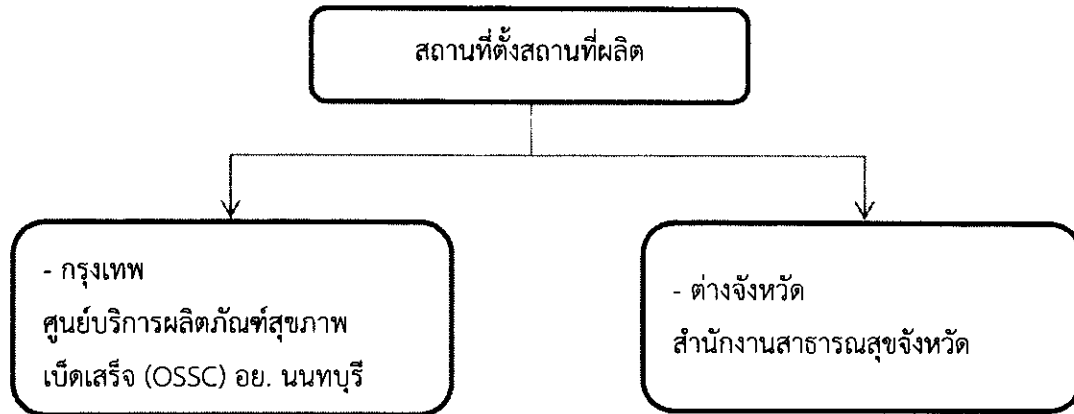 สถานที่ตั้งสถานที่ผลิต
- กรุงเทพ
ศูนย์บริการผลิตภัณฑ์สุขภาพ
เบ็ดเสร็จ (OSSC) อย. นนทบุรี
- ต่างจังหวัด
สำนักงานสาธารณสุขจังหวัด